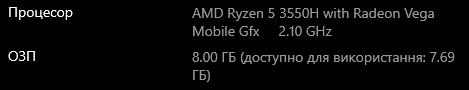 Процесор AMD Ryzen 5 3550H with Radeon Vega
Mobile Gfx 2.10 GHz
ОЗП 8.00 ГБ (доступно для використання: 7.69
ГБ)